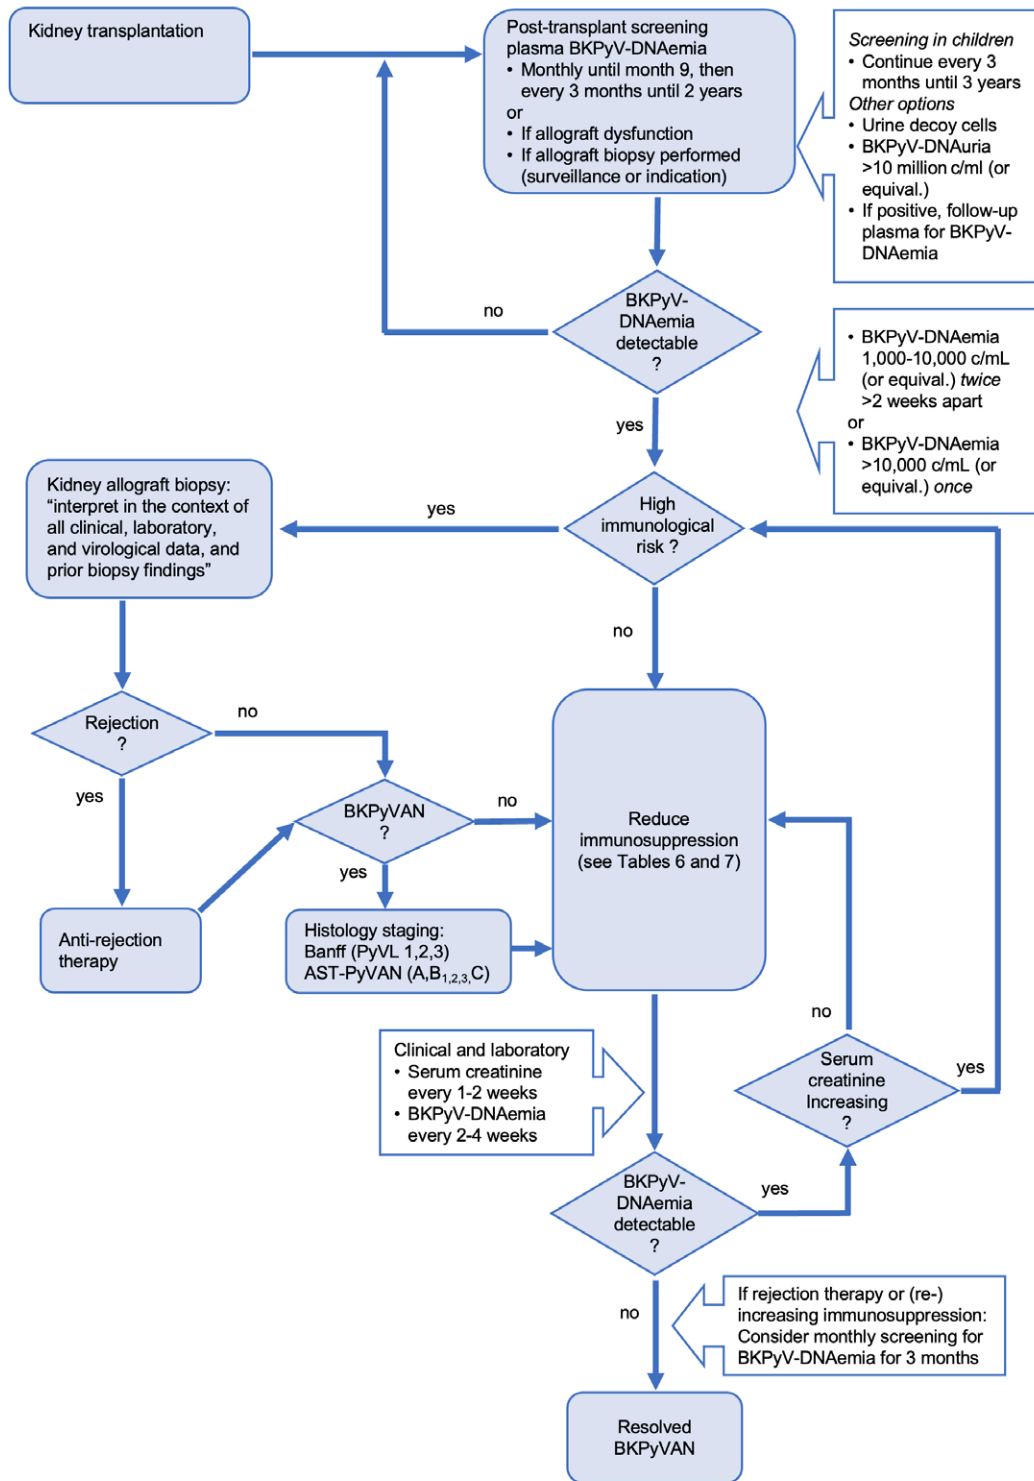 Kidney transplantation
Post-transplant screening
plasma BKPyV-DNAemia
• Monthly until month 9, then
every 3 months until 2 years
or
• If allograft dysfunction
• If allograft biopsy performed
(surveillance or indication)
Screening in children
• Continue every 3
months until 3 years
Other options
• Urine decoy cells
• BKPyV-DNAuria
>10 million c/ml (or
equival.)
• If positive, follow-up
plasma for BKPyV-
DNAemia
BKPyV-
DNAemia
detectable
?
no
yes
• BKPyV-DNAemia
1,000-10,000 c/mL
(or equival.) twice
>2 weeks apart
or
• BKPyV-DNAemia
>10,000 c/mL (or
equival.) once
High
immunological
risk ?
yes
no
Kidney allograft biopsy:
“interpret in the context of
all clinical, laboratory,
and virological data, and
prior biopsy findings”
Rejection
?
no
yes
Anti-rejection
therapy
BKPyVAN
?
no
yes
Histology staging:
Banff (PyVL 1,2,3)
AST-PyVAN (A,B1,2,3,C)
Reduce
immunosuppression
(see Tables 6 and 7)
Clinical and laboratory
• Serum creatinine
every 1-2 weeks
• BKPyV-DNAemia
every 2-4 weeks
Serum
creatinine
Increasing
?
no
yes
BKPyV-
DNAemia
detectable
?
yes
no
If rejection therapy or (re-)
increasing immunosuppression:
Consider monthly screening for
BKPyV-DNAemia for 3 months
Resolved
BKPyVAN